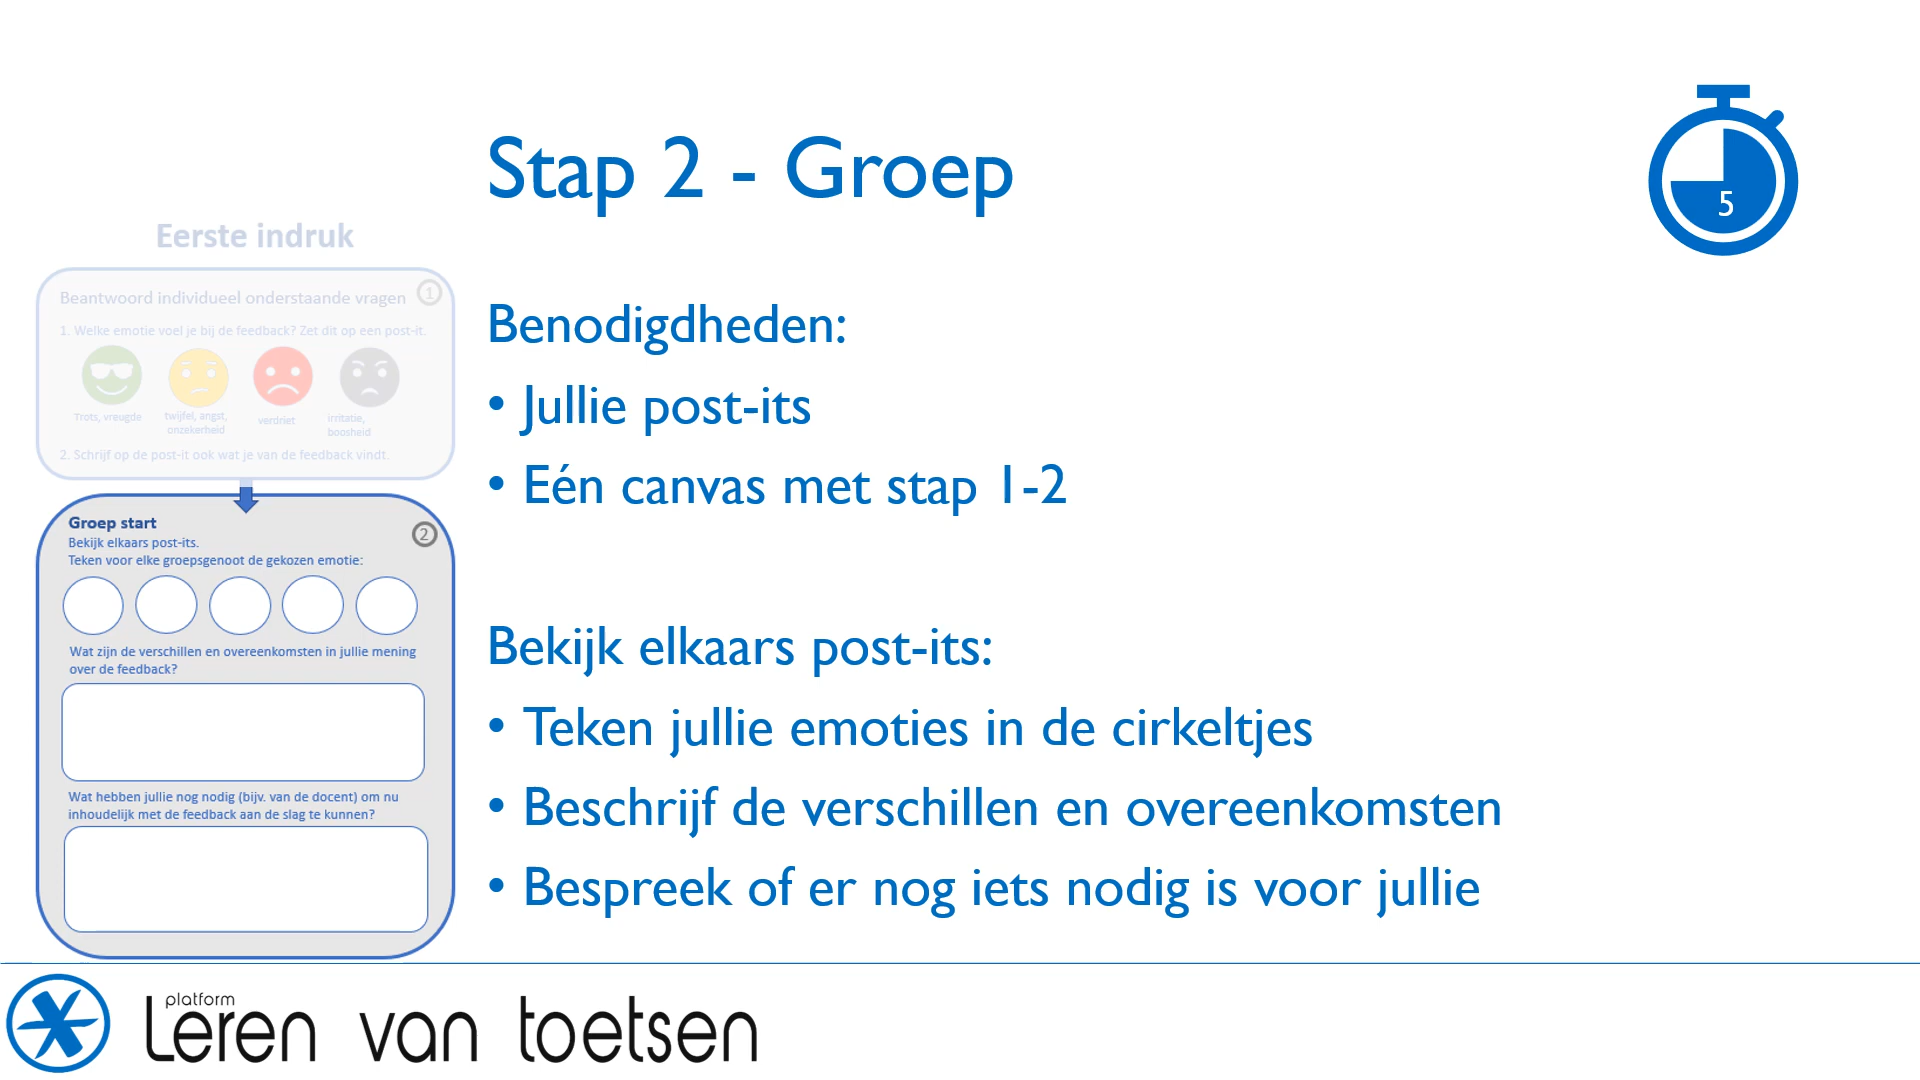 Stap 2 - Groep
5
Eerste indruk
Beantwoord individueel onderstaande vragen
1
1. Welke emotie voel je bij de feedback? Zet dit op een post-it.
Trots, vreugde
twijfel, angst,
onzekerheid
verdriet
irritatie,
boosheid
2. Schrijf op de post-it ook wat je van de feedback vindt.
Groep start
2
Bekijk elkaars post-its.
Teken voor elke groepsgenoot de gekozen emotie:
Wat zijn de verschillen en overeenkomsten in jullie mening
over de feedback?
Wat hebben jullie nog nodig (bijv. van de docent) om nu
inhoudelijk met de feedback aan de slag te kunnen?
Benodigdheden:
• Jullie post-its
• Eén canvas met stap 1-2
Bekijk elkaars post-its:
• Teken jullie emoties in de cirkeltjes
• Beschrijf de verschillen en overeenkomsten
• Bespreek of er nog iets nodig is voor jullie
platform
Leren van toetsen